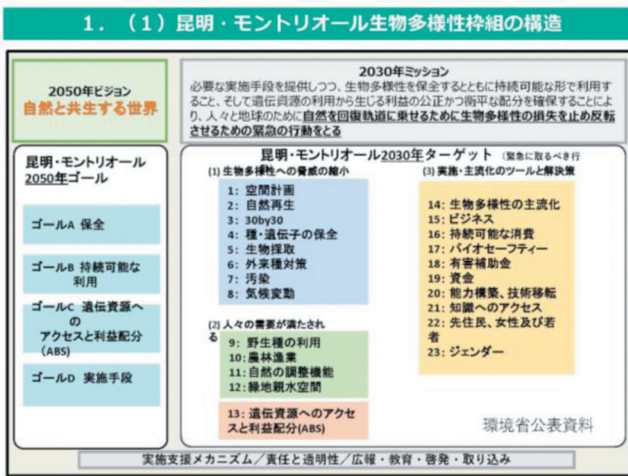 1．（1）昆明・モントリオール生物多様性枠組の構造
2050年ビジョン
自然と共生する世界
2030年ミッション
必要な実施手段を提供しつつ、生物多様性を保全するとともに持続可能な形で利用す
ること、そして遺伝資源の利用から生じる利益の公正かつ衡平な配分を確保することによ
り、人々と地球のために自然を回復軌道に乗せるために生物多様性の損失を止め反転
させるための緊急の行動をとる
昆明・モントリオール
2050年ゴール
ゴールA 保全
ゴールB 持続可能な
利用
ゴールC 遺伝資源へ
の
アクセスと利益配分
(ABS)
ゴールD 実施手段
昆明・モントリオール2030年ターゲット（緊急に取るべき行
(1) 生物多様性への脅威の縮小
1: 空間計画
2: 自然再生
3: 30by30
4: 種・遺伝子の保全
5: 生物採取
6: 外来種対策
7: 汚染
8: 気候変動
(2) 人々の需要が満たされ
る
9: 野生種の利用
10: 農林漁業
11: 自然の調整機能
12: 緑地親水空間
13: 遺伝資源へのアクセ
スと利益配分(ABS)
(3) 実施・主流化のツールと解決策
14: 生物多様性の主流化
15: ビジネス
16: 持続可能な消費
17: バイオセーフティー
18: 有害補助金
19: 資金
20: 能力構築、技術移転
21: 知識へのアクセス
22: 先住民、女性及び若
者
23: ジェンダー
環境省公表資料
実施支援メカニズム／責任と透明性／広報・教育・啓発・取り込み